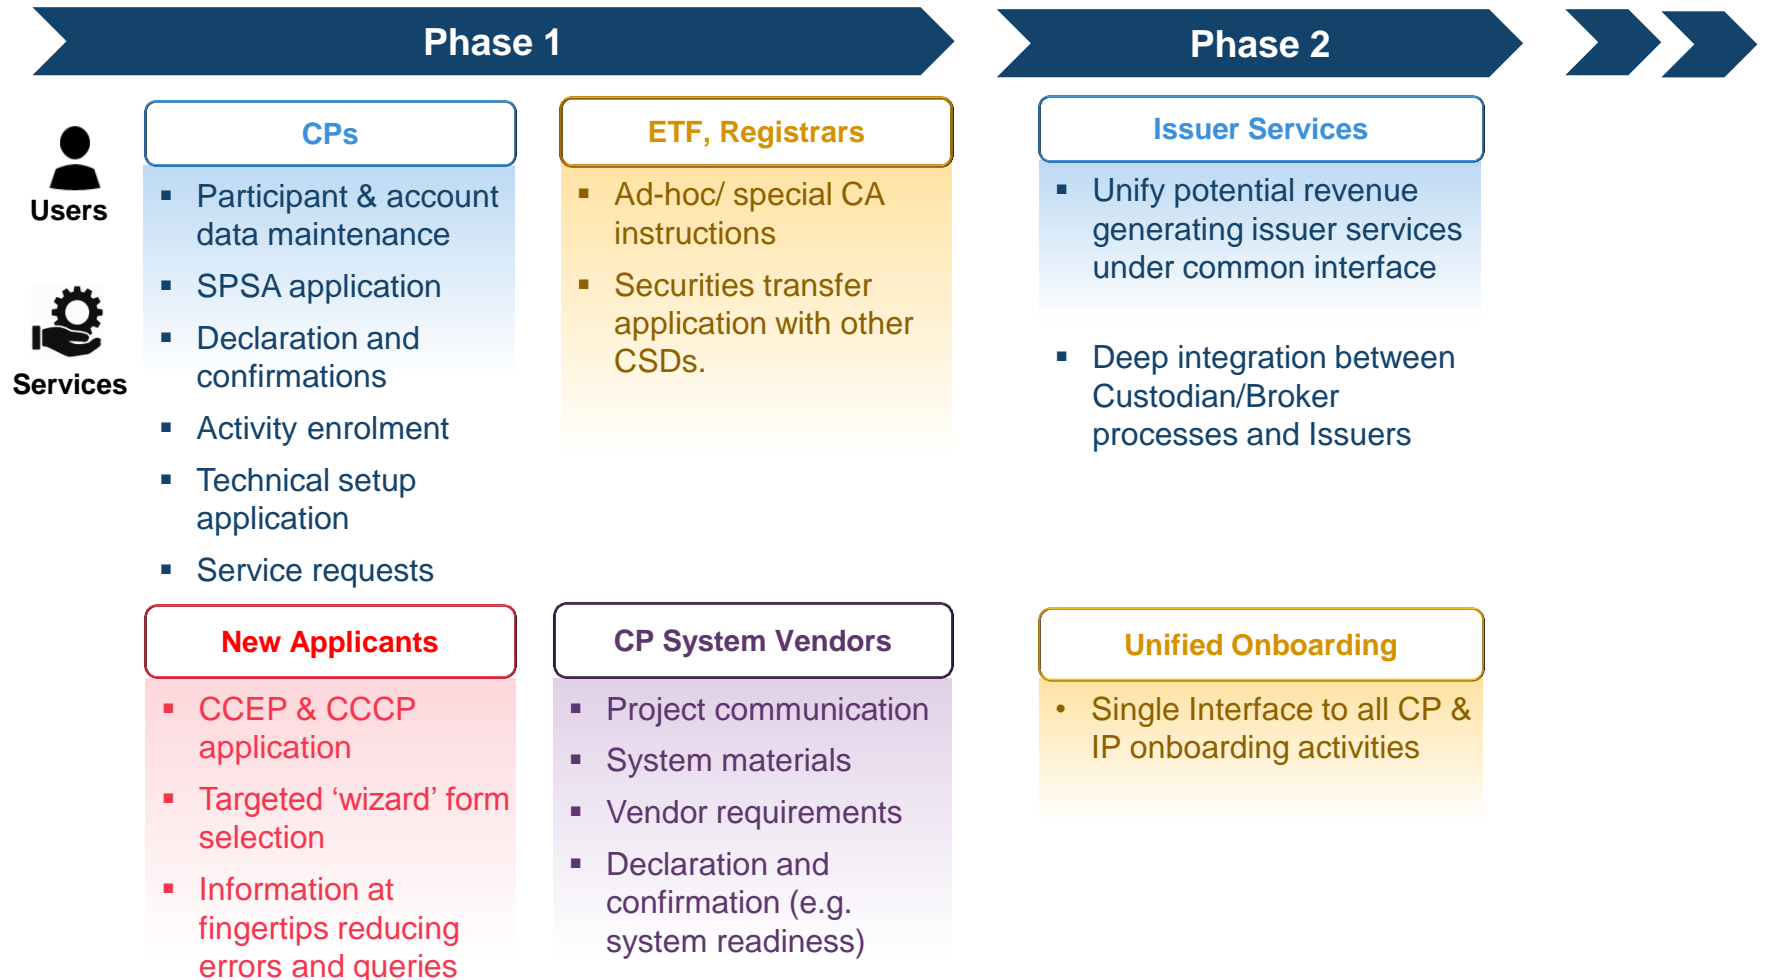 Phase 1
Phase 2
Users
Services
CPs
▪ Participant & account
data maintenance
▪ SPSA application
▪ Declaration and
confirmations
▪ Activity enrolment
▪ Technical setup
application
▪ Service requests
ETF, Registrars
▪ Ad-hoc/ special CA
instructions
▪ Securities transfer
application with other
CSDs.
Issuer Services
▪ Unify potential revenue
generating issuer services
under common interface
▪ Deep integration between
Custodian/Broker
processes and Issuers
New Applicants
▪ CCEP & CCCP
application
▪ Targeted ‘wizard’ form
selection
▪ Information at
fingertips reducing
errors and queries
CP System Vendors
▪ Project communication
▪ System materials
▪ Vendor requirements
▪ Declaration and
confirmation (e.g.
system readiness)
Unified Onboarding
• Single Interface to all CP &
IP onboarding activities